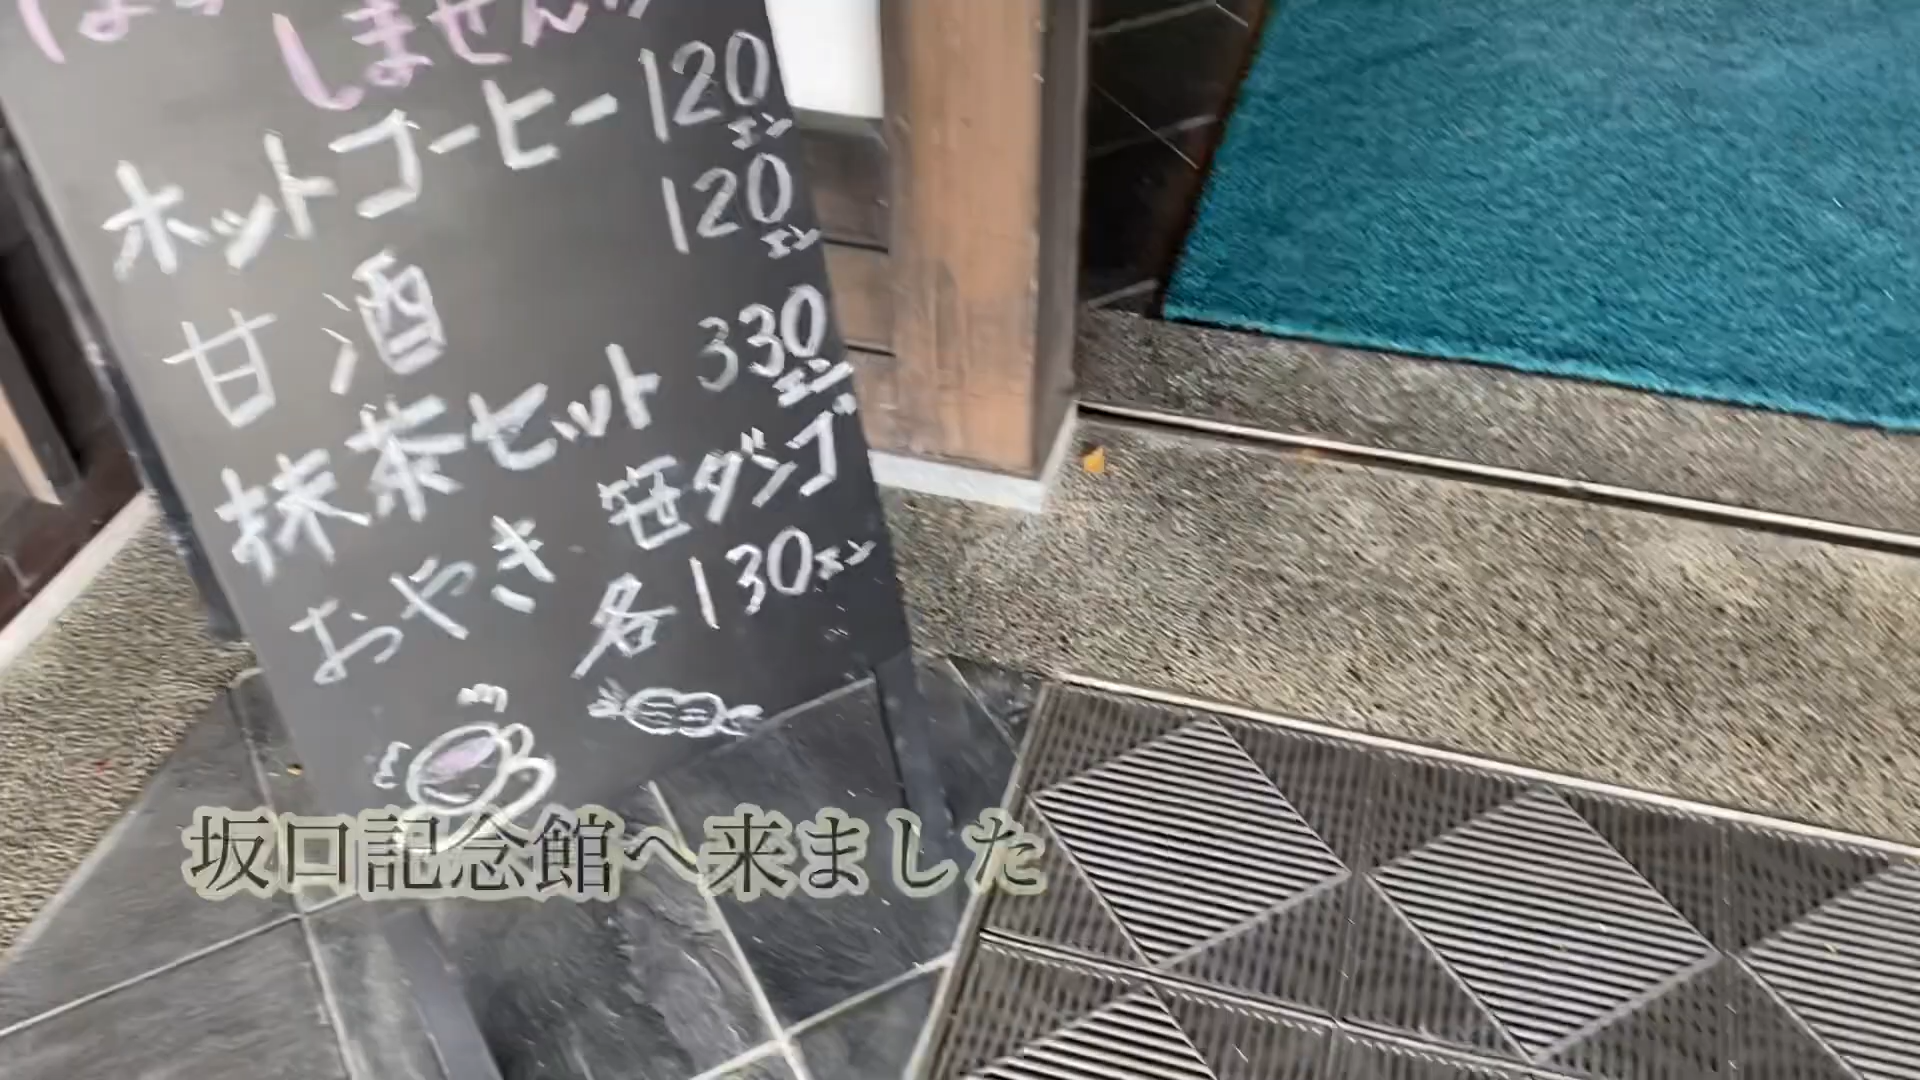 しません
ホットコーヒー 120エン
甘酒 120エン
抹茶セット 330エン
おやき 笹ダンゴ
各130エン
坂口記念館へ来ました